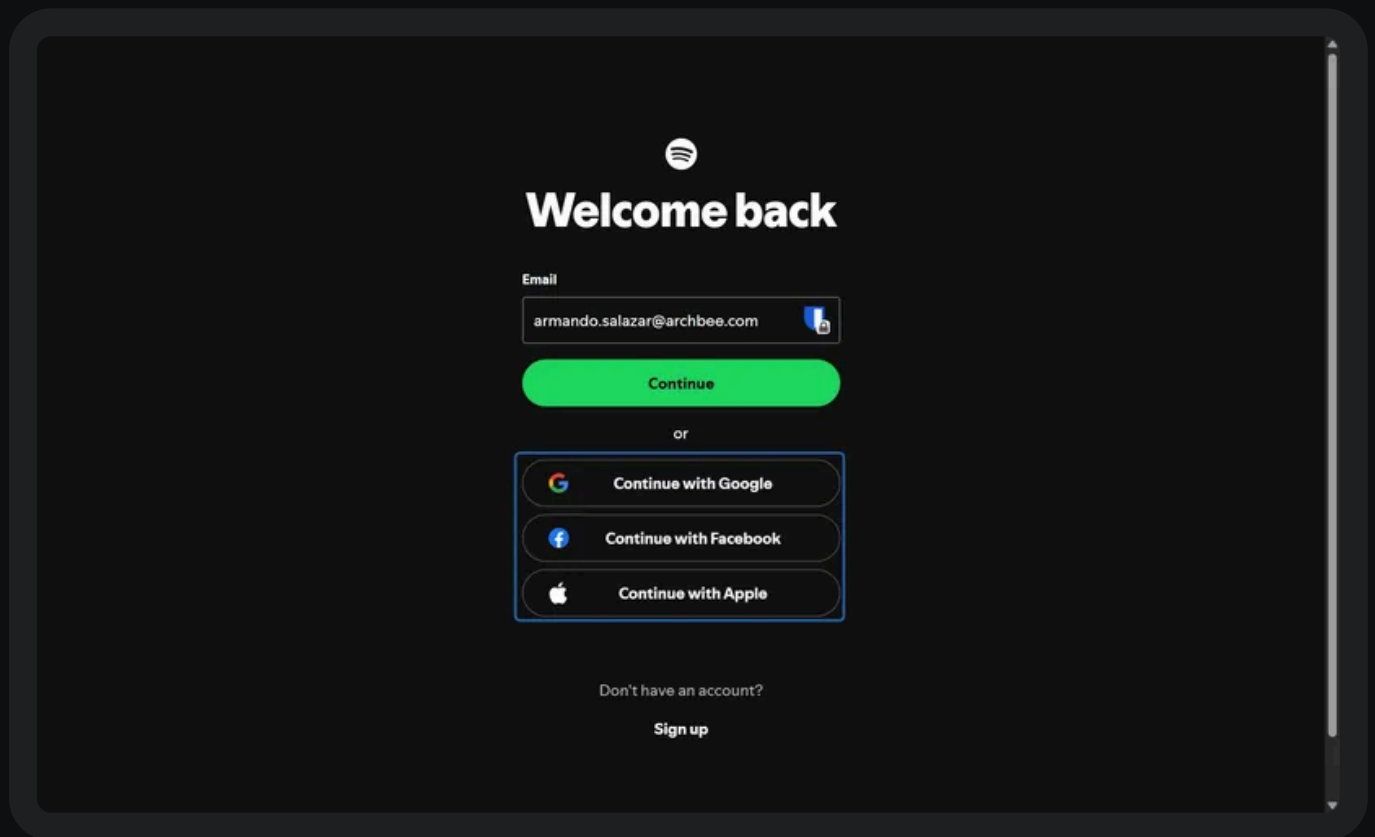 Welcome back
Email
armando.salazar@archbee.com
Continue
or
Continue with Google
Continue with Facebook
Continue with Apple
Don't have an account?
Sign up